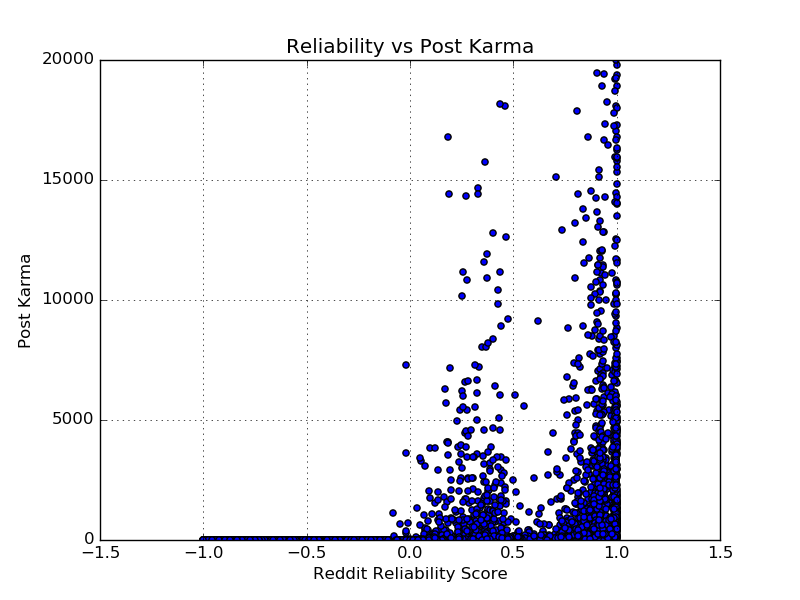 Reliability vs Post Karma
20000
15000
10000
5000
0
Post Karma
−1.5 −1.0 −0.5 0.0 0.5 1.0 1.5
Reddit Reliability Score